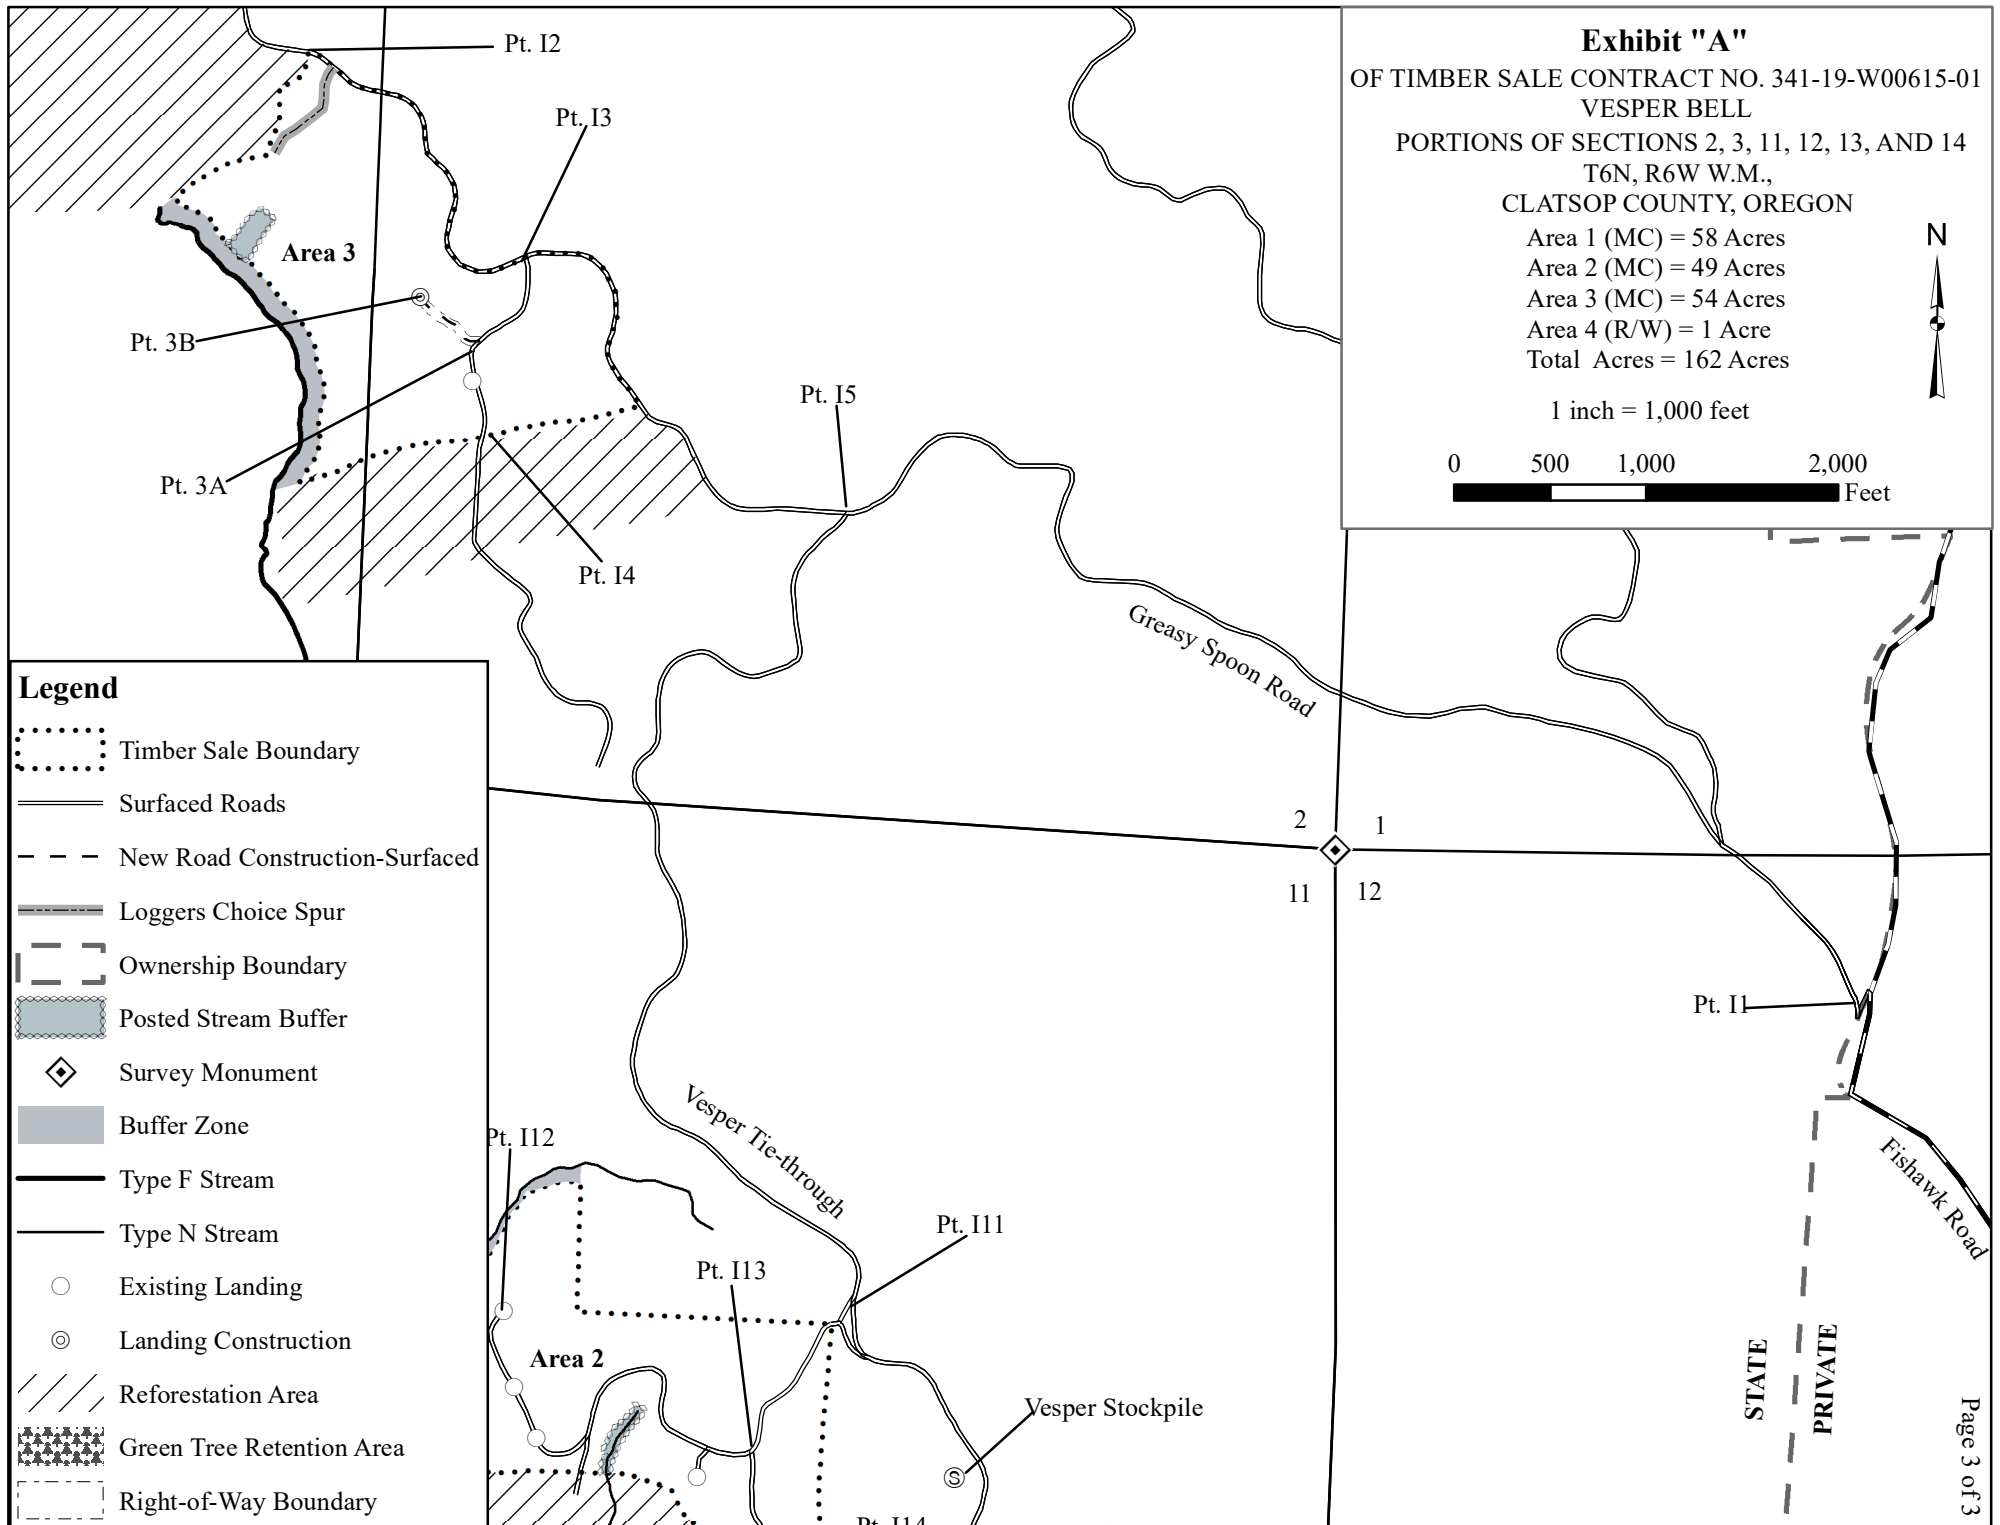 Exhibit "A"
OF TIMBER SALE CONTRACT NO. 341-19-W00615-01
VESPER BELL
PORTIONS OF SECTIONS 2, 3, 11, 12, 13, AND 14
T6N, R6W W.M.,
CLATSOP COUNTY, OREGON
Area 1 (MC) = 58 Acres
Area 2 (MC) = 49 Acres
Area 3 (MC) = 54 Acres
Area 4 (R/W) = 1 Acre
Total Acres = 162 Acres
1 inch = 1,000 feet
0 500 1,000 2,000
Feet
N
Pt. I2
Pt. I3
Area 3
Pt. 3B
Pt. I5
Pt. 3A
Pt. I4
Greasy Spoon Road
2 1
11 12
Pt. I1
Vesper Tie-through
Pt. I12
Fishawk Road
Pt. I11
Pt. I13
Area 2
STATE
PRIVATE
Vesper Stockpile
S
Pt. I14
Page 3 of 3
Legend
Timber Sale Boundary
Surfaced Roads
New Road Construction-Surfaced
Loggers Choice Spur
Ownership Boundary
Posted Stream Buffer
Survey Monument
Buffer Zone
Type F Stream
Type N Stream
Existing Landing
Landing Construction
Reforestation Area
Green Tree Retention Area
Right-of-Way Boundary